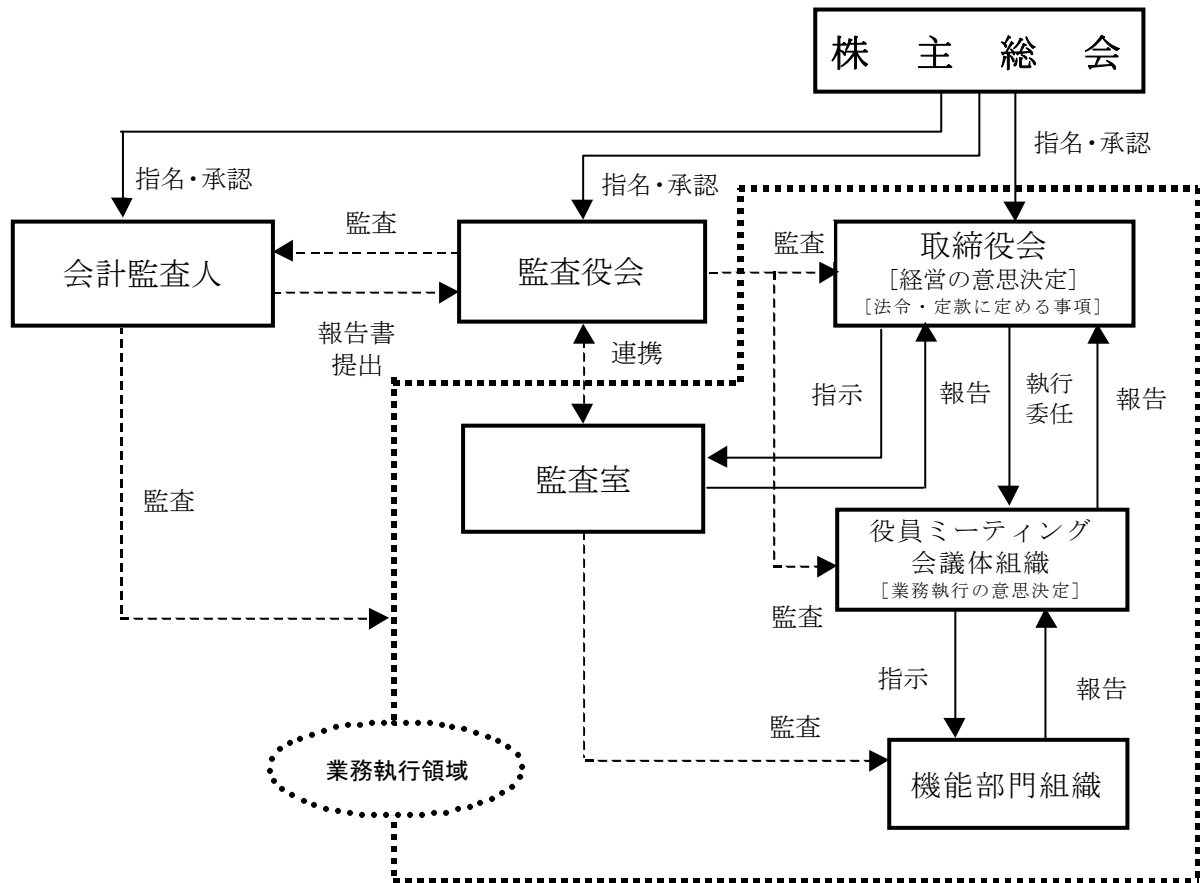 株主総会
指名・承認
指名・承認
指名・承認
会計監査人
監査
報告書
提出
監査役会
監査
取締役会
[経営の意思決定]
[法令・定款に定める事項]
連携
指示
報告
執行
委任
報告
監査室
監査
役員ミーティング
会議体組織
[業務執行の意思決定]
監査
指示
報告
監査
機能部門組織
業務執行領域